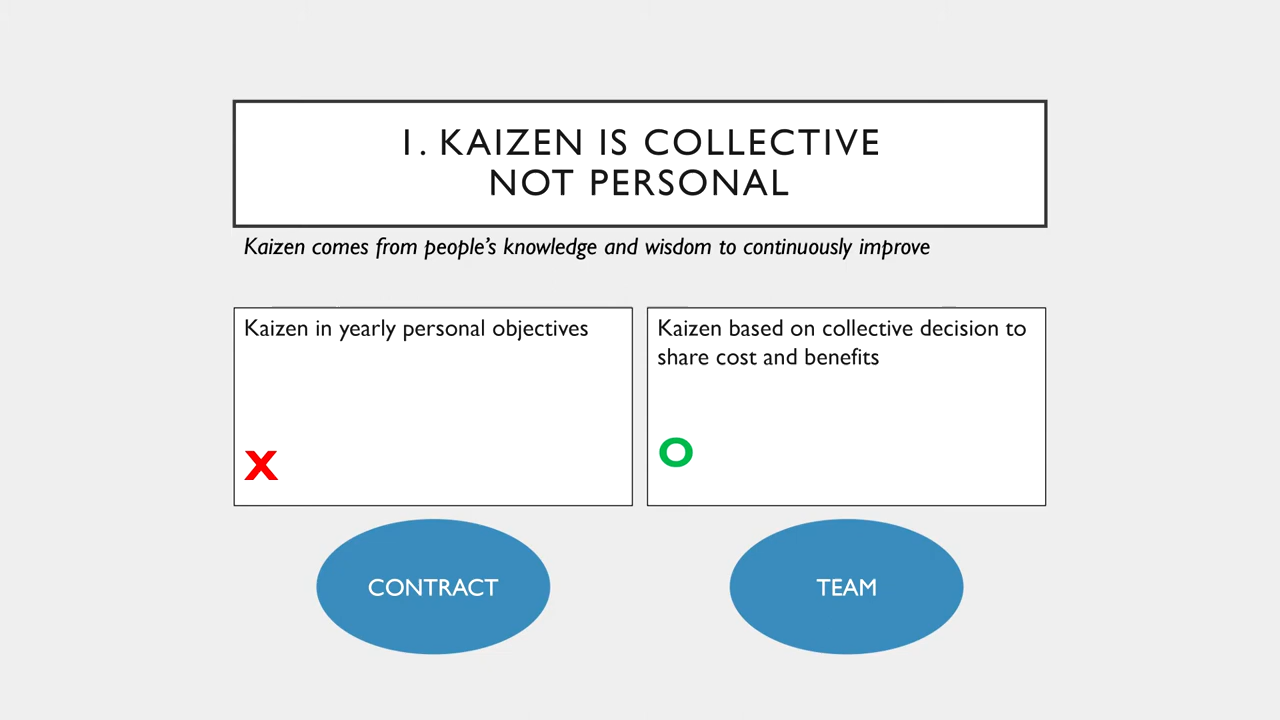 1. KAIZEN IS COLLECTIVE
NOT PERSONAL
Kaizen comes from people’s knowledge and wisdom to continuously improve
Kaizen in yearly personal objectives
X
Kaizen based on collective decision to
share cost and benefits
O
CONTRACT
TEAM